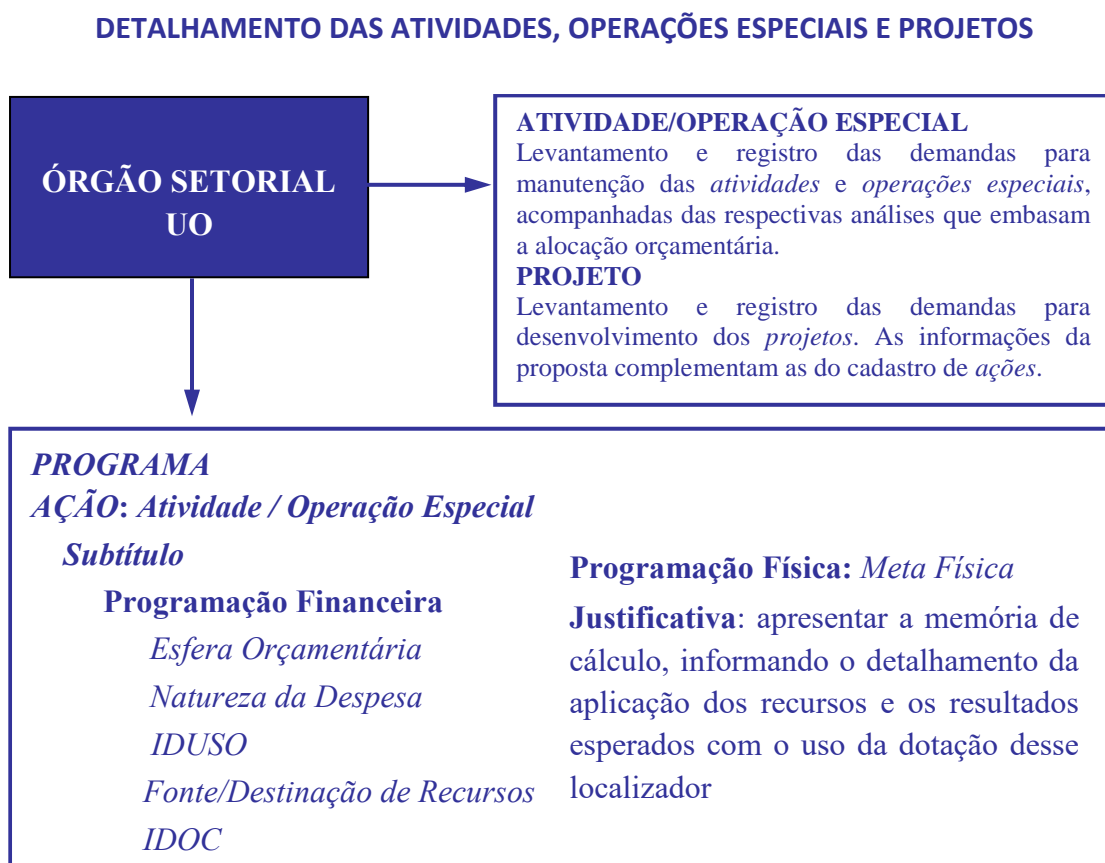 DETALHAMENTO DAS ATIVIDADES, OPERAÇÕES ESPECIAIS E PROJETOS
ÓRGÃO SETORIAL
UO
ATIVIDADE/OPERAÇÃO ESPECIAL
Levantamento e registro das demandas para
manutenção das atividades e operações especiais,
acompanhadas das respectivas análises que embasam
a alocação orçamentária.
PROJETO
Levantamento e registro das demandas para
desenvolvimento dos projetos. As informações da
proposta complementam as do cadastro de ações.
PROGRAMA
AÇÃO: Atividade / Operação Especial
Subtítulo
Programação Financeira
Esfera Orçamentária
Natureza da Despesa
IDUSO
Fonte/Destinação de Recursos
IDOC
Programação Física: Meta Física
Justificativa: apresentar a memória de
cálculo, informando o detalhamento da
aplicação dos recursos e os resultados
esperados com o uso da dotação desse
localizador